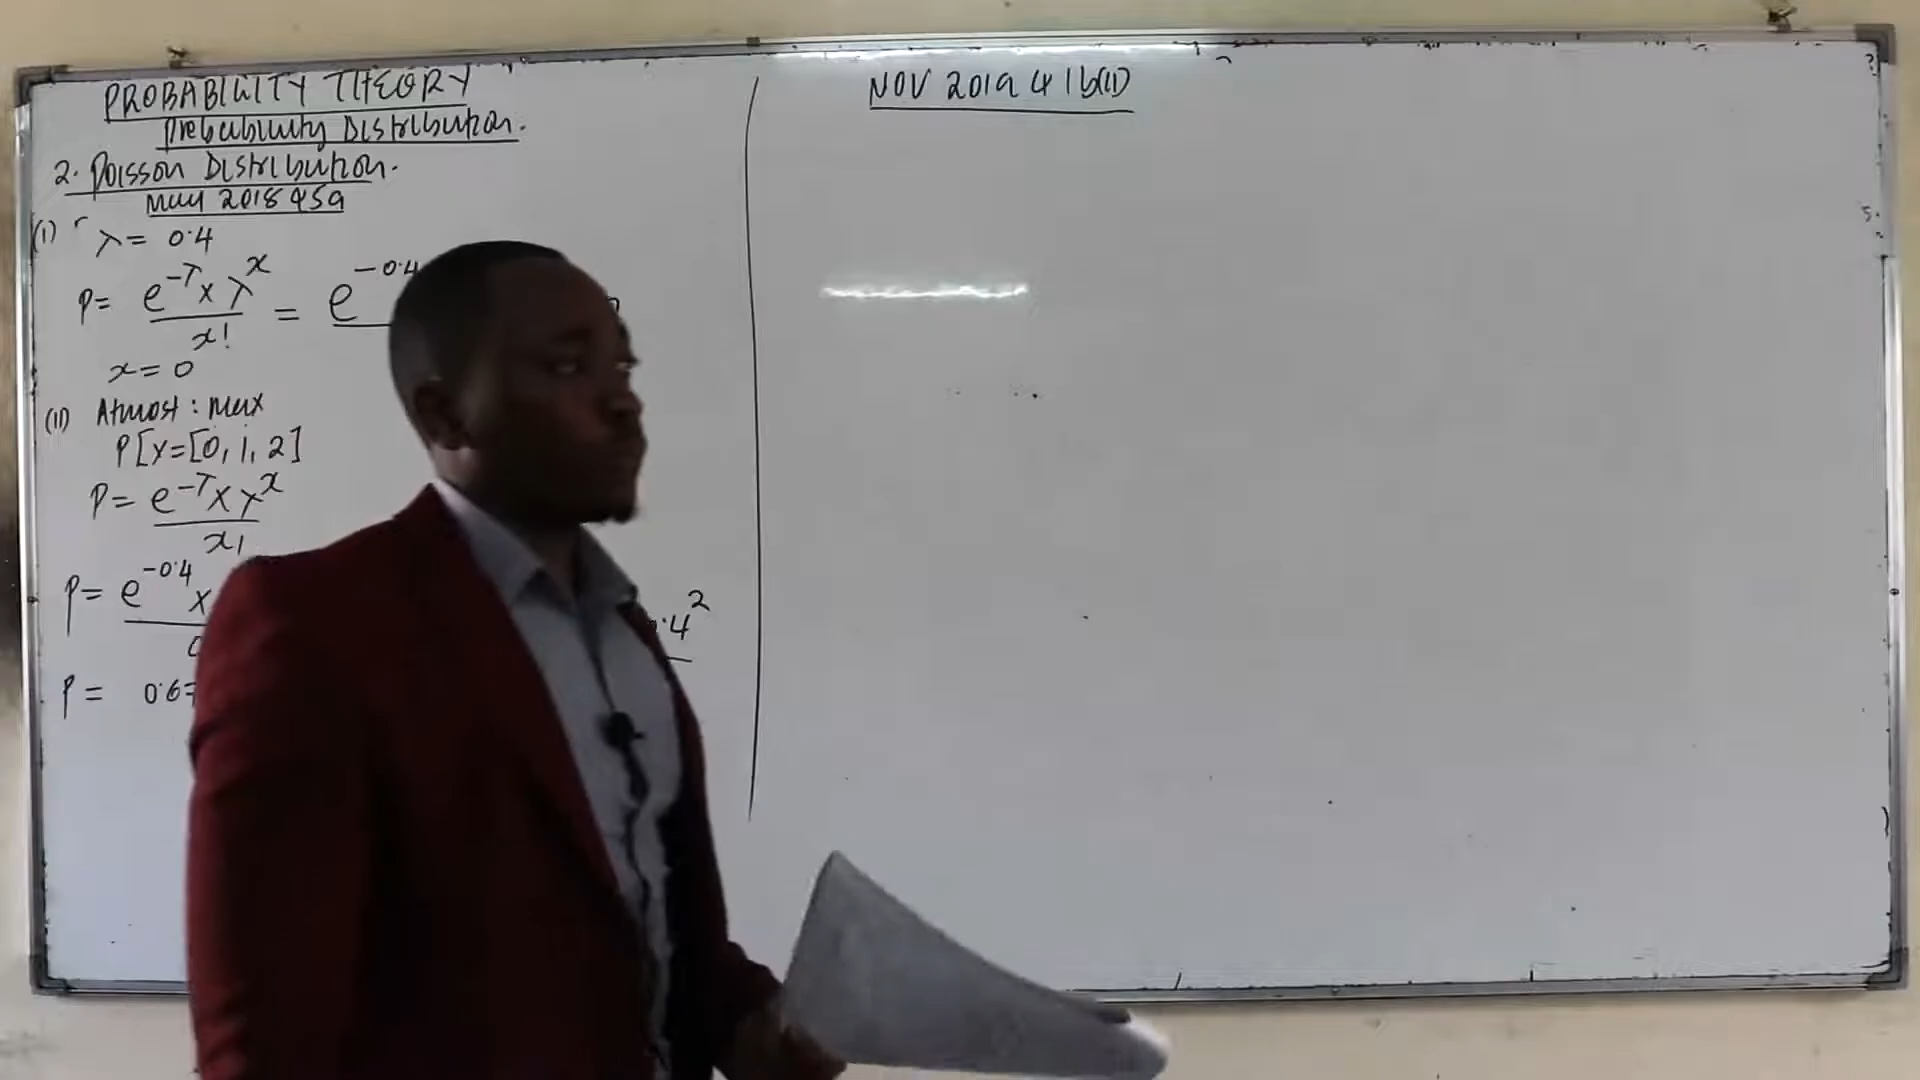 PROBABILITY THEORY
Probability Distribution.
2. Poisson Distribution.
May 2018 Q5a
(I) λ = 0.4
P = e^-λ x λ^x / x! = e^-0.4
x = 0
(II) Atmost : max
P[x=[0, 1, 2]
P = e^-λ x λ^x / x!
P = e^-0.4 x .4^2
P = 0.67
NOV 2019 Q1b(II)